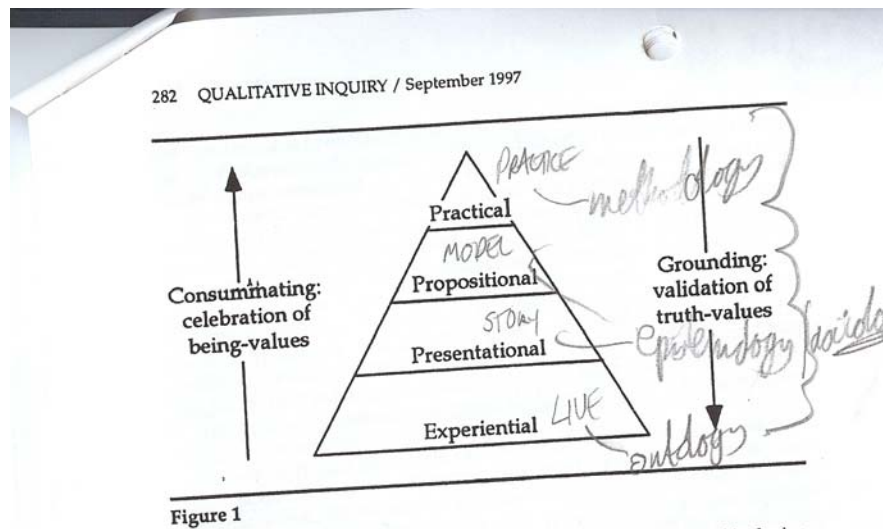 282 QUALITATIVE INQUIRY / September 1997
PRACTICE
methodology
Practical
MODEL
Propositional
Consummating:
celebration of
being-values
Grounding:
validation of
truth-values
STORY
Presentational
epistemology
LIVE
Experiential
ontology
Figure 1